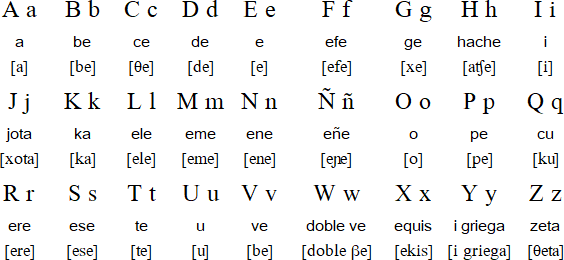 A a B b C c D d E e F f G g H h I i
a be ce de e efe ge hache i
[a] [be] [θe] [de] [e] [efe] [xe] [atʃe] [i]
J j K k L l M m N n Ñ ñ O o P p Q q
jota ka ele eme ene eñe o pe cu
[xota] [ka] [ele] [eme] [ene] [eɲe] [o] [pe] [ku]
R r S s T t U u V v W w X x Y y Z z
ere ese te u ve doble ve equis i griega zeta
[ere] [ese] [te] [u] [be] [doble βe] [ekis] [i griega] [θeta]